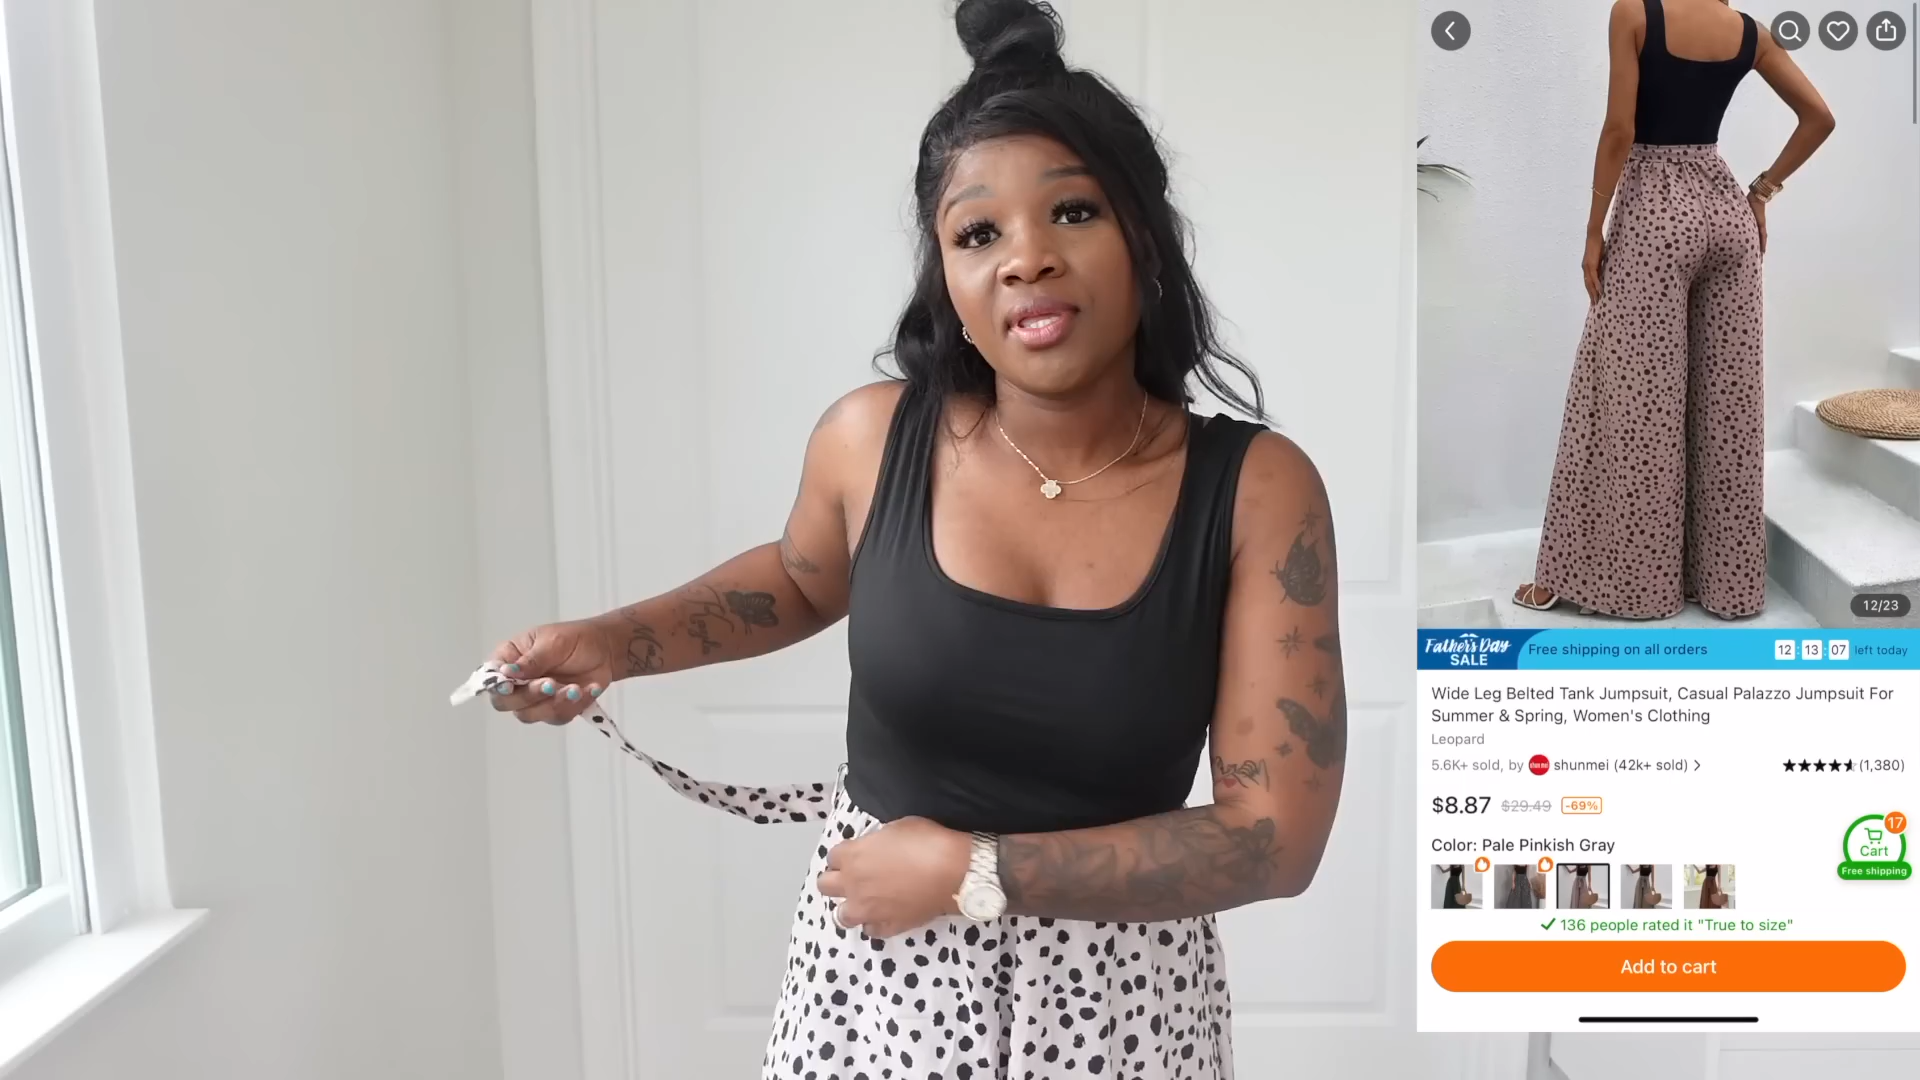 12/23
Father's Day
SALE
Free shipping on all orders
12:13:07 left today
Wide Leg Belted Tank Jumpsuit, Casual Palazzo Jumpsuit For
Summer & Spring, Women's Clothing
Leopard
5.6K+ sold, by shunmei (42k+ sold) > (1,380)
$8.87 $29.49 -69%
17
Cart
Free shipping
Color: Pale Pinkish Gray
136 people rated it "True to size"
Add to cart